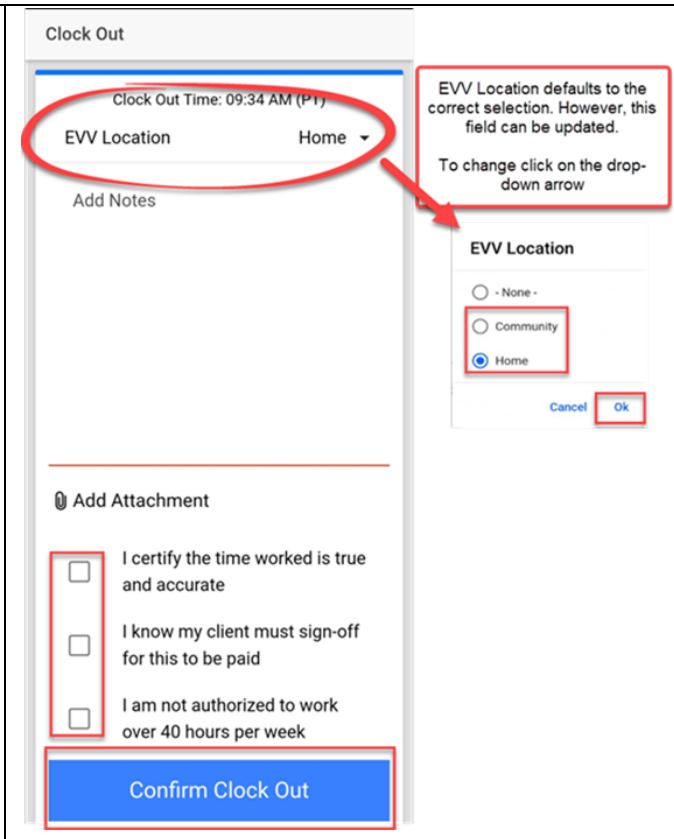 Clock Out
Clock Out Time: 09:34 AM (PT)
EVV Location Home
Add Notes
Add Attachment
I certify the time worked is true
and accurate
I know my client must sign-off
for this to be paid
I am not authorized to work
over 40 hours per week
Confirm Clock Out
EVV Location defaults to the
correct selection. However, this
field can be updated.
To change click on the drop-
down arrow
EVV Location
- None -
Community
Home
Cancel Ok